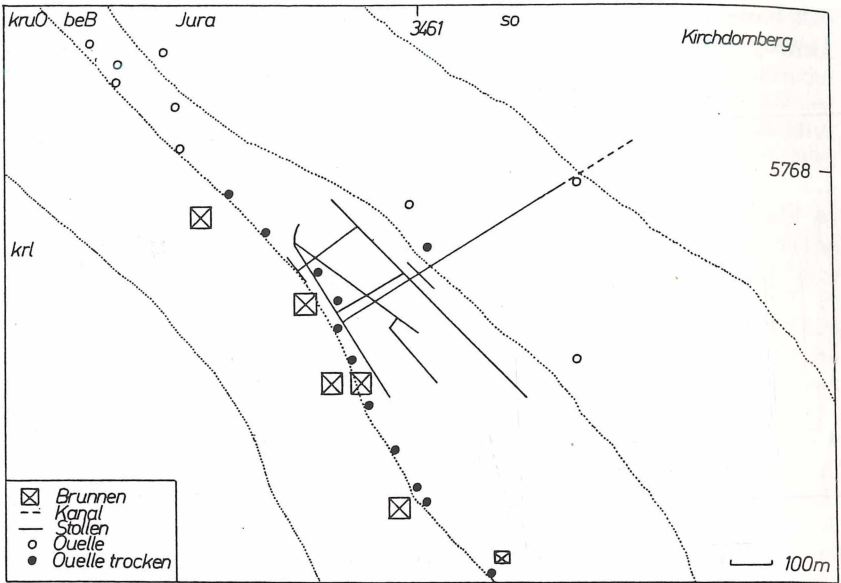 kruO beB Jura 3461 so
Kirchdornberg
5768
krl
Brunnen
Kanal
Stollen
Quelle
Quelle trocken
100m